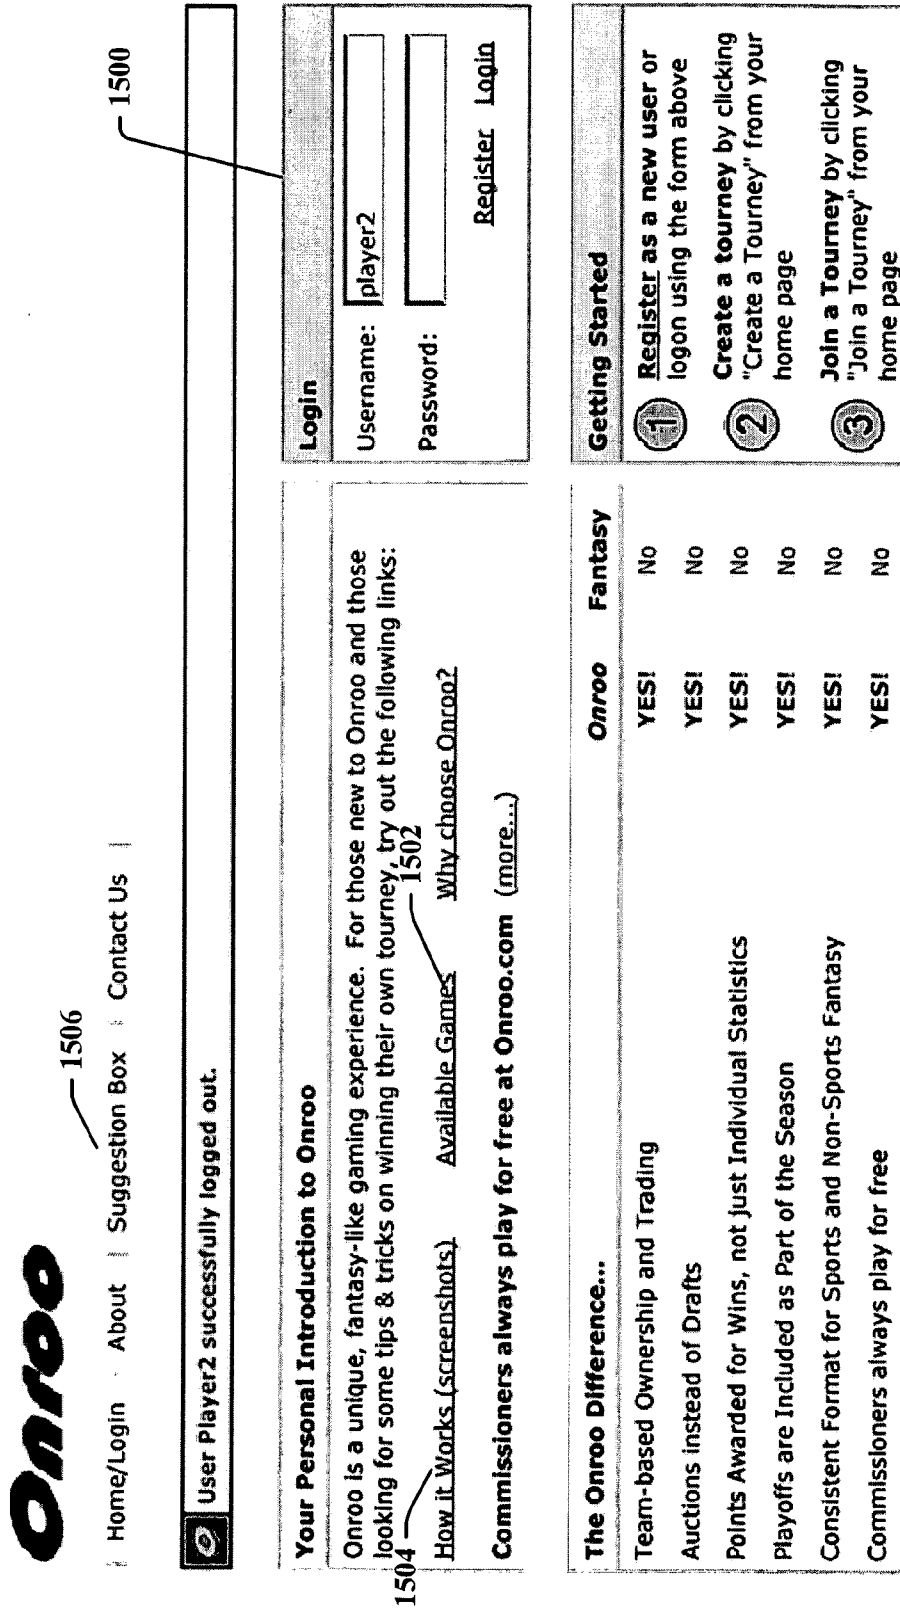 Onroo
1506
| Home/Login · About | Suggestion Box | Contact Us |
1500
User Player2 successfully logged out.
Your Personal Introduction to Onroo
Onroo is a unique, fantasy-like gaming experience. For those new to Onroo and those
looking for some tips & tricks on winning their own tourney, try out the following links:
1504
1502
How it Works (screenshots) Available Games Why choose Onroo?
Commissioners always play for free at Onroo.com (more...)
Login
Username: player2
Password:
Register Login
The Onroo Difference... Onroo Fantasy
Team-based Ownership and Trading YES! No
Auctions instead of Drafts YES! No
Points Awarded for Wins, not just Individual Statistics YES! No
Playoffs are Included as Part of the Season YES! No
Consistent Format for Sports and Non-Sports Fantasy YES! No
Commissioners always play for free YES! No
Getting Started
1 Register as a new user or
logon using the form above
2 Create a tourney by clicking
"Create a Tourney" from your
home page
3 Join a Tourney by clicking
"Join a Tourney" from your
home page